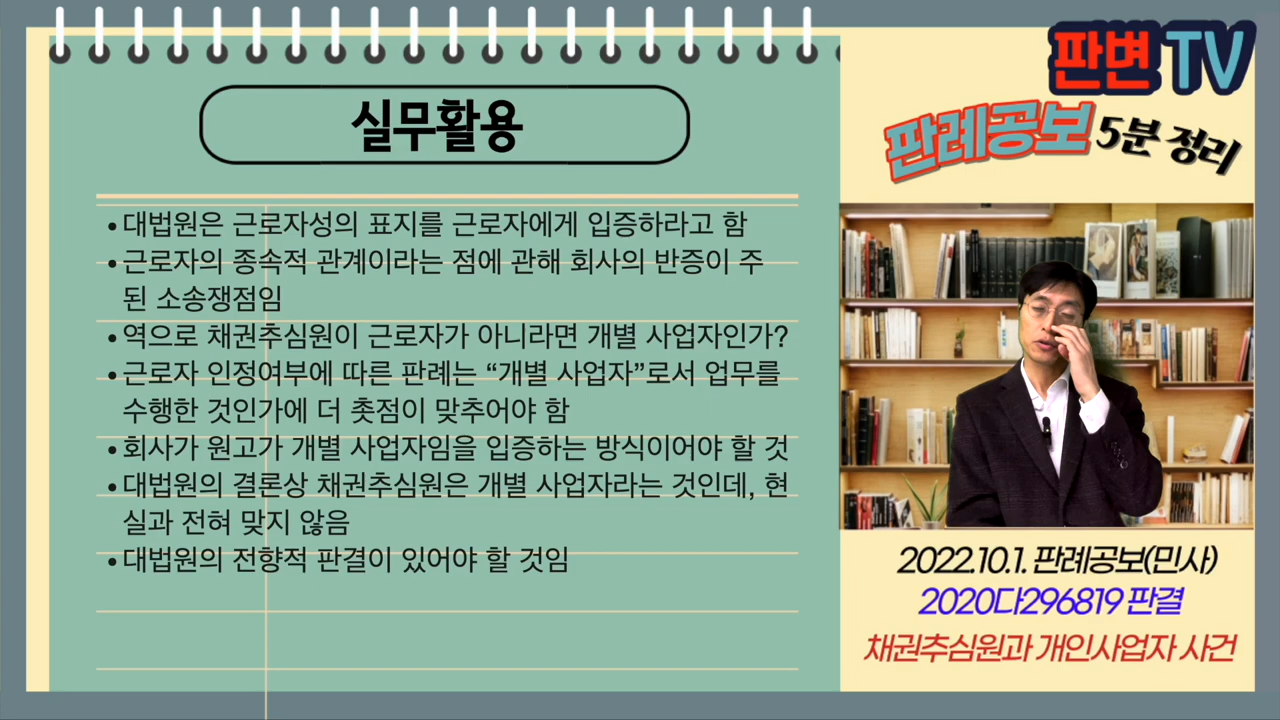 실무활용
•대법원은 근로자성의 표지를 근로자에게 입증하라고 함
•근로자의 종속적 관계이라는 점에 관해 회사의 반증이 주
된 소송쟁점임
•역으로 채권추심원이 근로자가 아니라면 개별 사업자인가?
•근로자 인정여부에 따른 판례는 “개별 사업자”로서 업무를
수행한 것인가에 더 촛점이 맞추어야 함
•회사가 원고가 개별 사업자임을 입증하는 방식이어야 할 것
•대법원의 결론상 채권추심원은 개별 사업자라는 것인데, 현
실과 전혀 맞지 않음
•대법원의 전향적 판결이 있어야 할 것임
판변 TV
판례공보 5분 정리
2022.10.1. 판례공보(민사)
2020다296819 판결
채권추심원과 개인사업자 사건